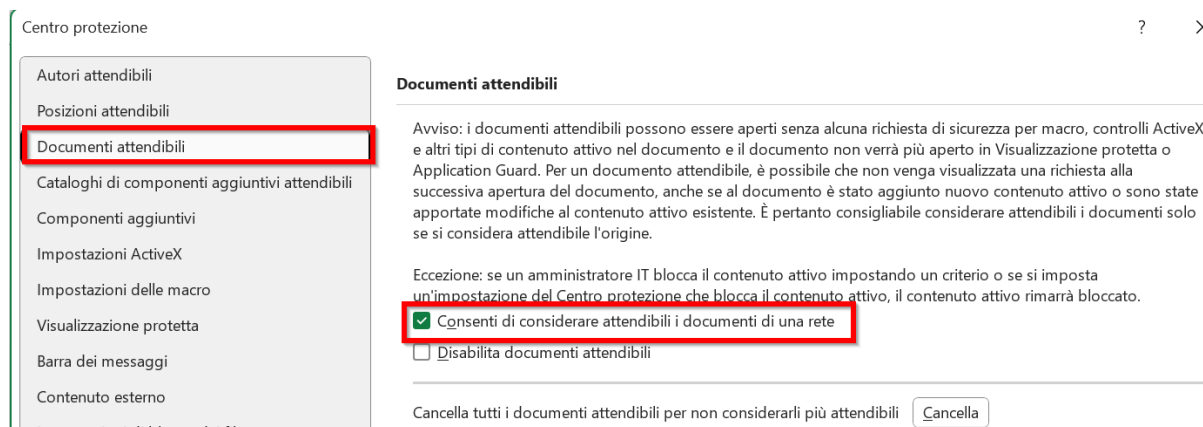 Centro protezione
?
Autori attendibili
Posizioni attendibili
Documenti attendibili
Cataloghi di componenti aggiuntivi attendibili
Componenti aggiuntivi
Impostazioni ActiveX
Impostazioni delle macro
Visualizzazione protetta
Barra dei messaggi
Contenuto esterno
Documenti attendibili
Avviso: i documenti attendibili possono essere aperti senza alcuna richiesta di sicurezza per macro, controlli ActiveX
e altri tipi di contenuto attivo nel documento e il documento non verrà più aperto in Visualizzazione protetta o
Application Guard. Per un documento attendibile, è possibile che non venga visualizzata una richiesta alla
successiva apertura del documento, anche se al documento è stato aggiunto nuovo contenuto attivo o sono state
apportate modifiche al contenuto attivo esistente. È pertanto consigliabile considerare attendibili i documenti solo
se si considera attendibile l'origine.
Eccezione: se un amministratore IT blocca il contenuto attivo impostando un criterio o se si imposta
un'impostazione del Centro protezione che blocca il contenuto attivo, il contenuto attivo rimarrà bloccato.
Consenti di considerare attendibili i documenti di una rete
Disabilita documenti attendibili
Cancella tutti i documenti attendibili per non considerarli più attendibili
Cancella